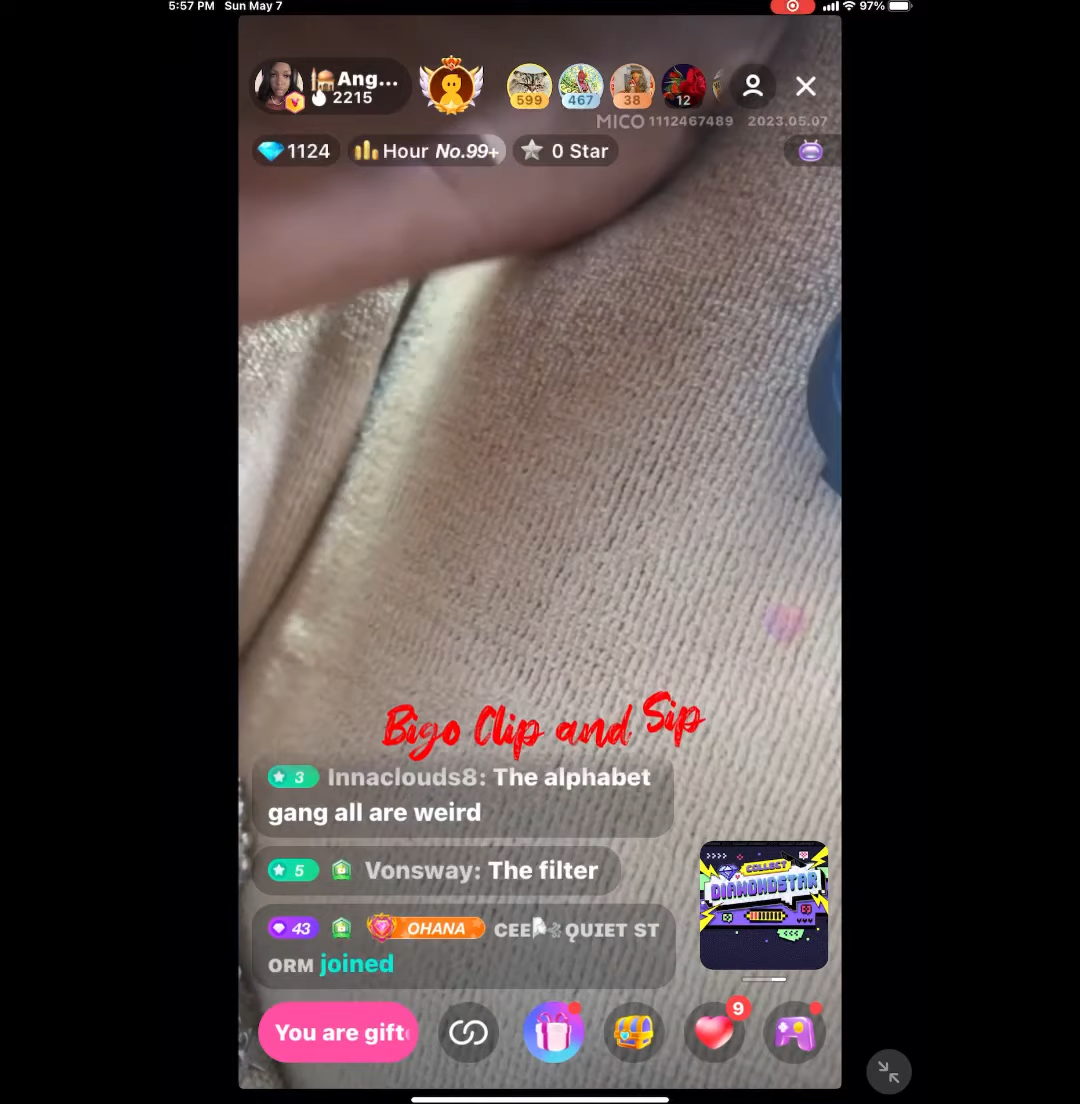 5:57 PM Sun May 7
97%
Ang...
2215
599
467
38
12
MICO 1112467489 2023.05.07
1124
Hour No.99+
0 Star
Bigo Clip and Sip
3 Innaclouds8: The alphabet
gang all are weird
5 Vonsway: The filter
43 OHANA CEE QUIET ST
ORM joined
COLLECT
DIAMONDSTAR
You are gift
9